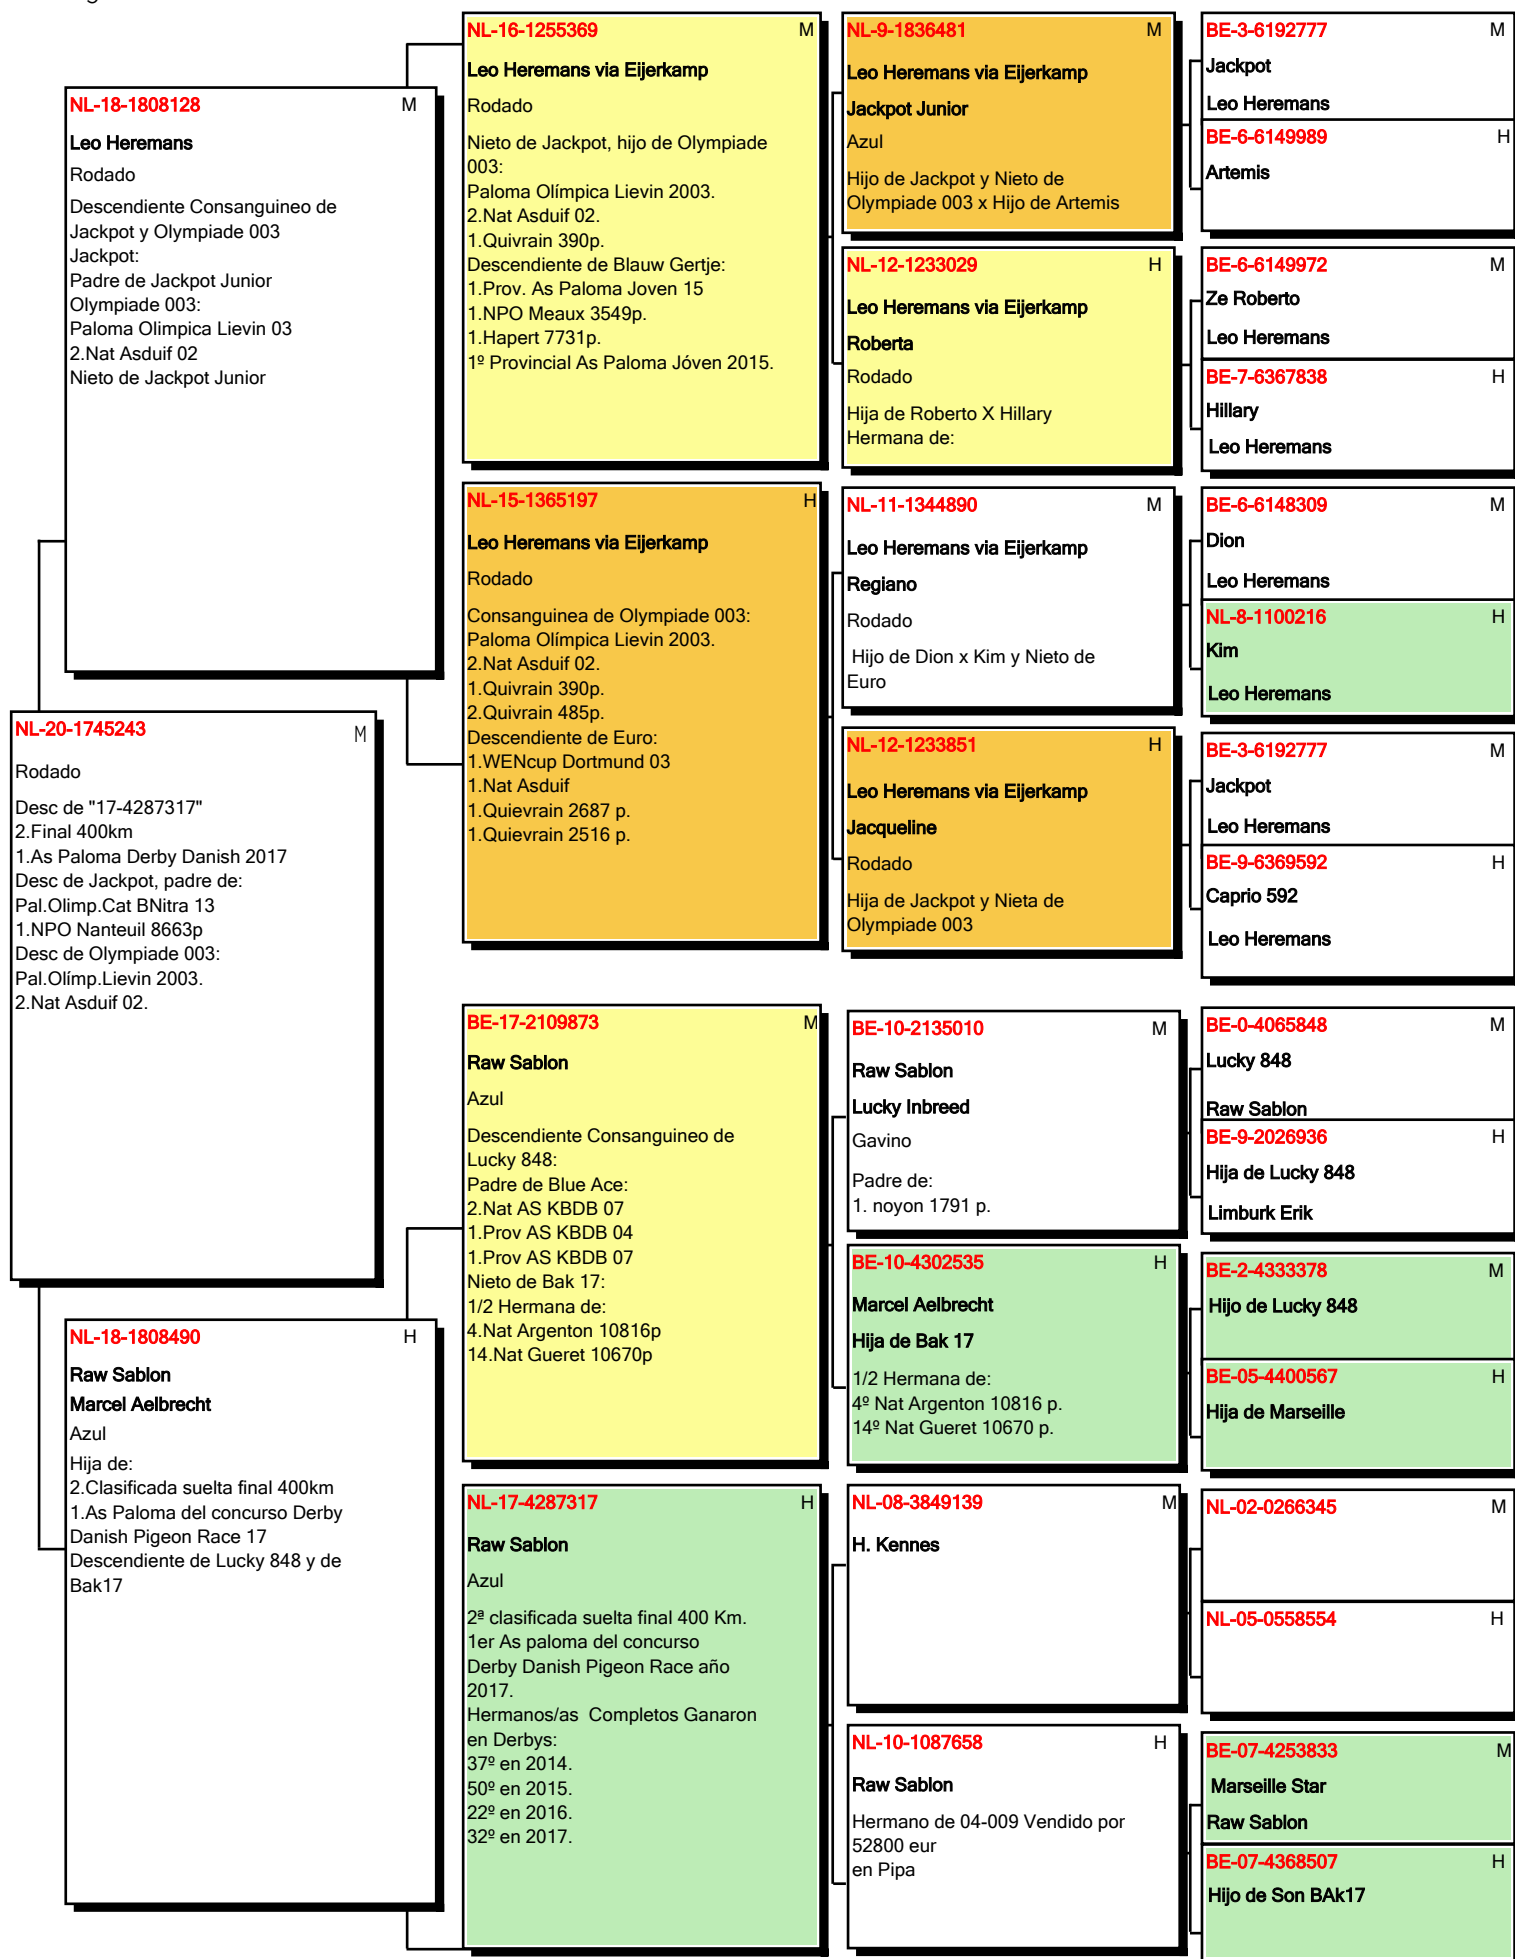 NL-16-1255369 M
Leo Heremans via Eijerkamp
Rodado
Nieto de Jackpot, hijo de Olympiade
003:
Paloma Olímpica Lievin 2003.
2.Nat Asduif 02.
1.Quivrain 390p.
Descendiente de Blauw Gertje:
1.Prov. As Paloma Joven 15
1.NPO Meaux 3549p.
1.Hapert 7731p.
1º Provincial As Paloma Jóven 2015.
NL-9-1836481 M
Leo Heremans via Eijerkamp
Jackpot Junior
Azul
Hijo de Jackpot y Nieto de
Olympiade 003 x Hijo de Artemis
BE-3-6192777 M
Jackpot
Leo Heremans
BE-6-6149989 H
Artemis
NL-18-1808128 M
Leo Heremans
Rodado
Descendiente Consanguineo de
Jackpot y Olympiade 003
Jackpot:
Padre de Jackpot Junior
Olympiade 003:
Paloma Olimpica Lievin 03
2.Nat Asduif 02
Nieto de Jackpot Junior
NL-12-1233029 H
Leo Heremans via Eijerkamp
Roberta
Rodado
Hija de Roberto X Hillary
Hermana de:
BE-6-6149972 M
Ze Roberto
Leo Heremans
BE-7-6367838 H
Hillary
Leo Heremans
NL-15-1365197 H
Leo Heremans via Eijerkamp
Rodado
Consanguinea de Olympiade 003:
Paloma Olímpica Lievin 2003.
2.Nat Asduif 02.
1.Quivrain 390p.
2.Quivrain 485p.
Descendiente de Euro:
1.WENcup Dortmund 03
1.Nat Asduif
1.Quievrain 2687 p.
1.Quievrain 2516 p.
NL-11-1344890 M
Leo Heremans via Eijerkamp
Regiano
Rodado
Hijo de Dion x Kim y Nieto de
Euro
BE-6-6148309 M
Dion
Leo Heremans
NL-8-1100216 H
Kim
Leo Heremans
NL-20-1745243 M
Rodado
Desc de "17-4287317"
2.Final 400km
1.As Paloma Derby Danish 2017
Desc de Jackpot, padre de:
Pal.Olimp.Cat BNitra 13
1.NPO Nanteuil 8663p
Desc de Olympiade 003:
Pal.Olímp.Lievin 2003.
2.Nat Asduif 02.
NL-12-1233851 H
Leo Heremans via Eijerkamp
Jacqueline
Rodado
Hija de Jackpot y Nieta de
Olympiade 003
BE-3-6192777 M
Jackpot
Leo Heremans
BE-9-6369592 H
Caprio 592
Leo Heremans
BE-17-2109873 M
Raw Sablon
Azul
Descendiente Consanguineo de
Lucky 848:
Padre de Blue Ace:
2.Nat AS KBDB 07
1.Prov AS KBDB 04
1.Prov AS KBDB 07
Nieto de Bak 17:
1/2 Hermana de:
4.Nat Argenton 10816p
14.Nat Gueret 10670p
BE-10-2135010 M
Raw Sablon
Lucky Inbreed
Gavino
Padre de:
1. noyon 1791 p.
BE-0-4065848 M
Lucky 848
Raw Sablon
BE-9-2026936 H
Hija de Lucky 848
Limburk Erik
BE-10-4302535 H
Marcel Aelbrecht
Hija de Bak 17
1/2 Hermana de:
4º Nat Argenton 10816 p.
14º Nat Gueret 10670 p.
BE-2-4333378 M
Hijo de Lucky 848
BE-05-4400567 H
Hija de Marseille
NL-18-1808490 H
Raw Sablon
Marcel Aelbrecht
Azul
Hija de:
2.Clasificada suelta final 400km
1.As Paloma del concurso Derby
Danish Pigeon Race 17
Descendiente de Lucky 848 y de
Bak17
NL-17-4287317 H
Raw Sablon
Azul
2ª clasificada suelta final 400 Km.
1er As paloma del concurso
Derby Danish Pigeon Race año
2017.
Hermanos/as Completos Ganaron
en Derbys:
37º en 2014.
50º en 2015.
22º en 2016.
32º en 2017.
NL-08-3849139 M
H. Kennes
NL-02-0266345 M
NL-05-0558554 H
NL-10-1087658 H
Raw Sablon
Hermano de 04-009 Vendido por
52800 eur
en Pipa
BE-07-4253833 M
Marseille Star
Raw Sablon
BE-07-4368507 H
Hijo de Son BAk17